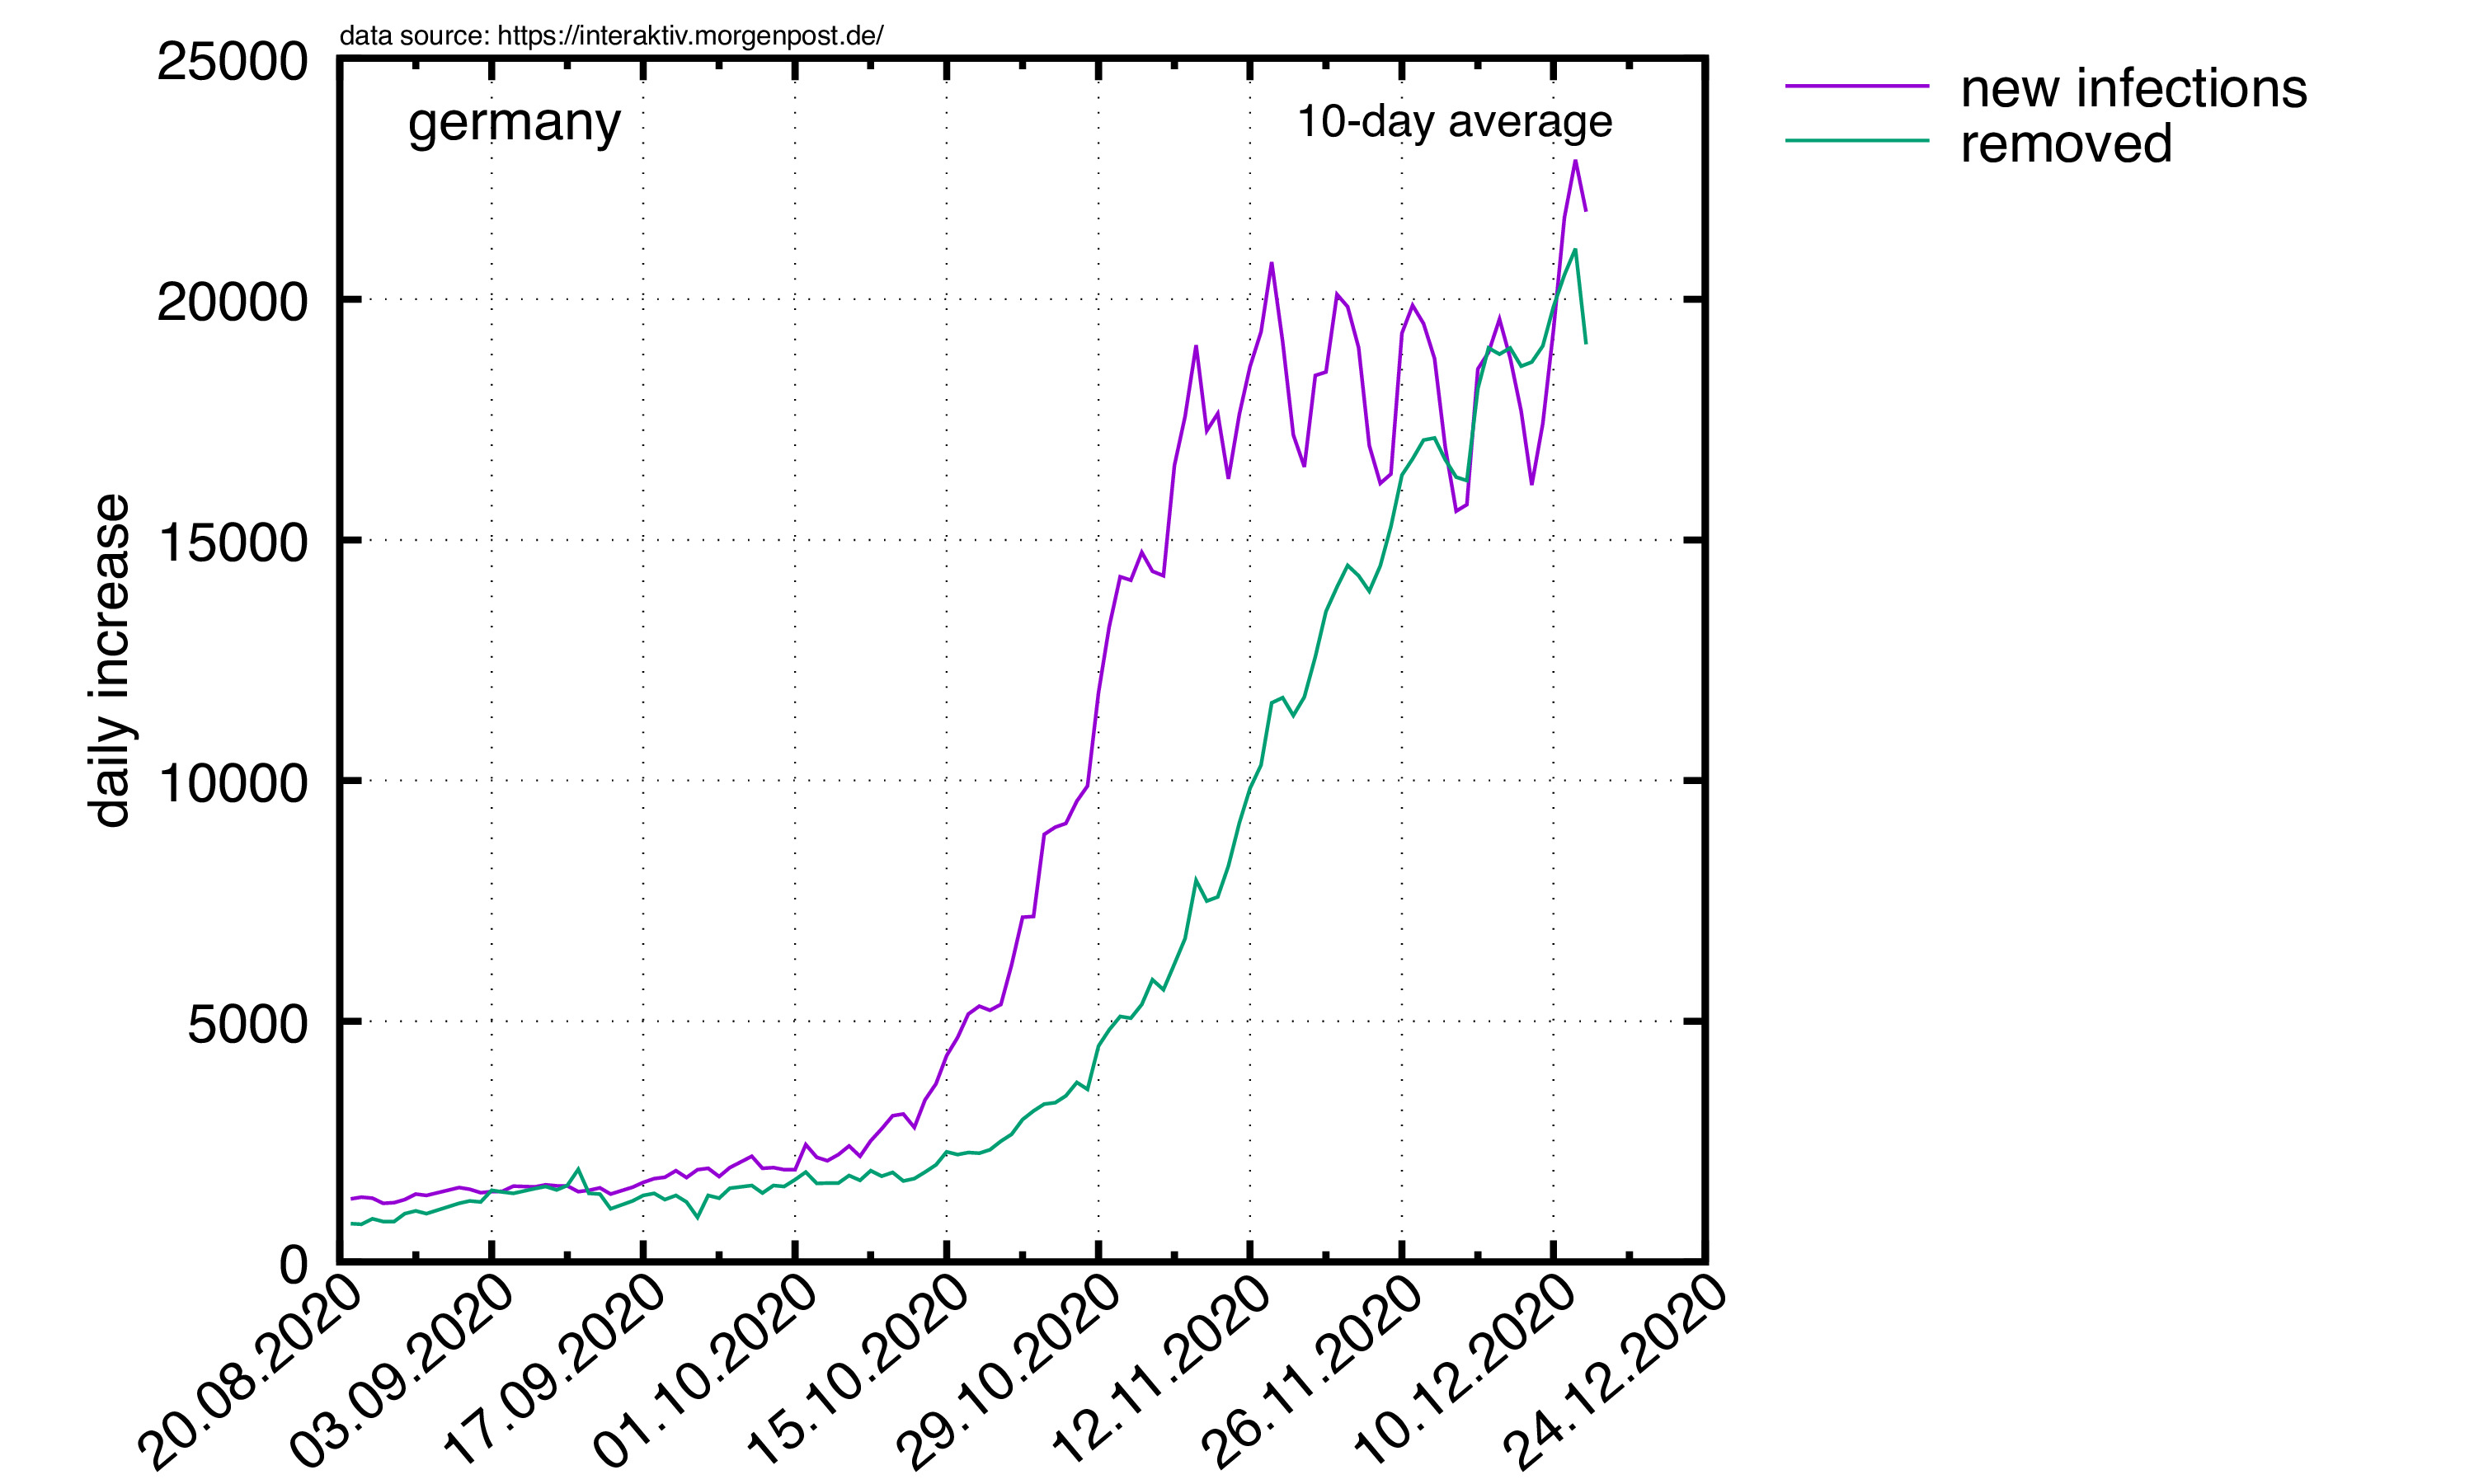 data source: https://interaktiv.morgenpost.de/
germany
10-day average
new infections
removed
daily increase
25000
20000
15000
10000
5000
0
20.08.2020
03.09.2020
17.09.2020
01.10.2020
15.10.2020
29.10.2020
12.11.2020
26.11.2020
10.12.2020
24.12.2020